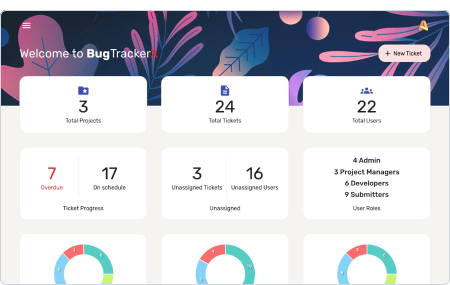 Welcome to BugTrackerx
+ New Ticket
3
Total Projects
24
Total Tickets
22
Total Users
7
Overdue
17
On schedule
Ticket Progress
3
Unassigned Tickets
16
Unassigned Users
Unassigned
4 Admin
3 Project Managers
6 Developers
9 Submitters
User Roles